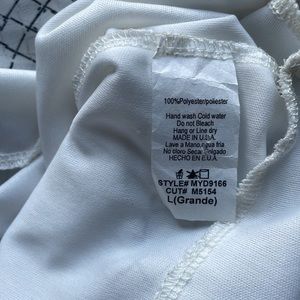 100%Polyester/poliester
Hand wash Cold water
Do not Bleach
Hang or Line dry
MADE IN U.S.A.
Lave a Mano,agua fria
No cloro Secar Colgado
HECHO EN E.U.A.
STYLE# MYD9166
CUT# M5154
L(Grande)